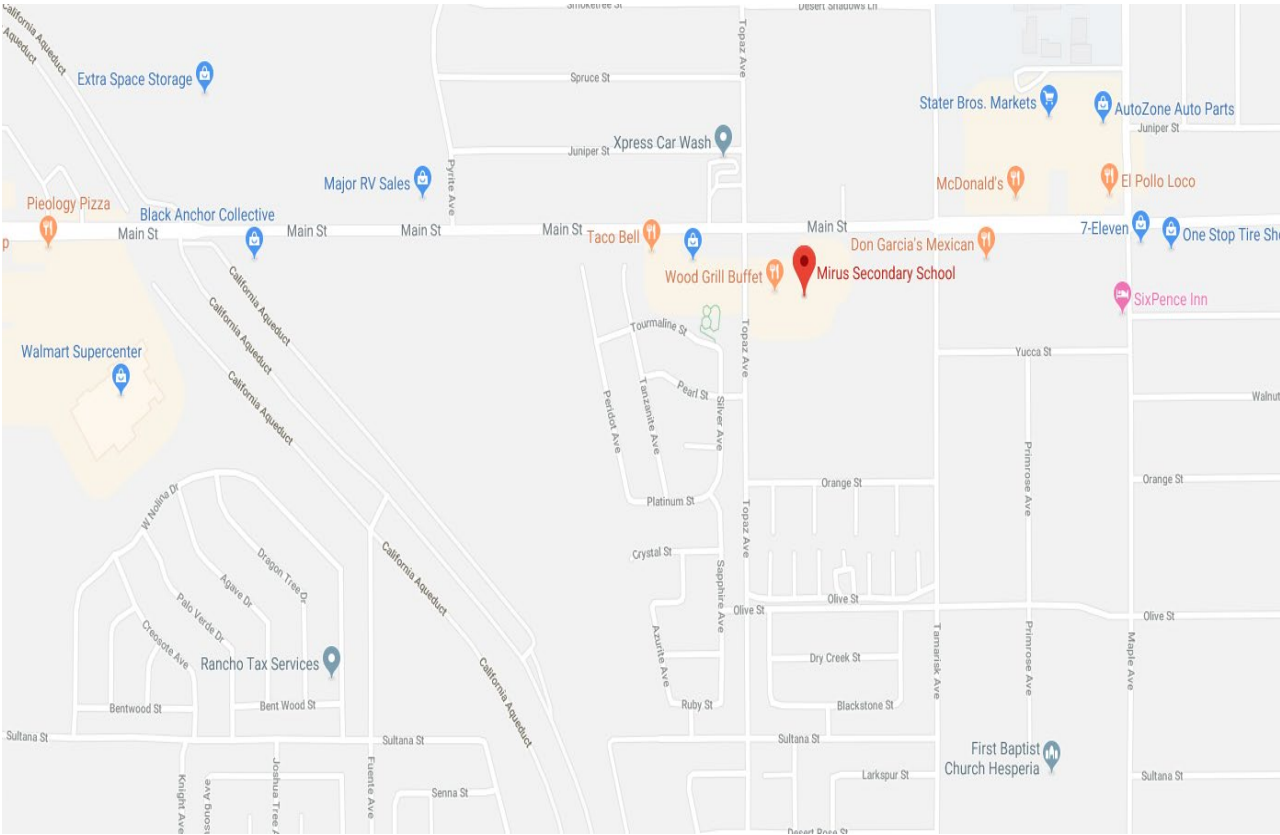 Smoketree St
Desert Shadows Ln
California Aqueduct
Aqueduct
Topaz Ave
Extra Space Storage
Spruce St
Stater Bros. Markets
AutoZone Auto Parts
Juniper St
Xpress Car Wash
Juniper St
Pyrite Ave
Major RV Sales
McDonald's
El Pollo Loco
Pieology Pizza
Black Anchor Collective
Main St
Main St
Main St
Main St
Main St
Taco Bell
7-Eleven
One Stop Tire Sho
p
Don Garcia's Mexican
Wood Grill Buffet
Mirus Secondary School
SixPence Inn
California Aqueduct
California Aqueduct
California Aqueduct
Tourmaline St
Topaz Ave
Yucca St
Walmart Supercenter
Pearl St
Peridot Ave
Tanzanite Ave
Silver Ave
Walnut
Primrose Ave
Orange St
Orange St
W Nolina Dr
Platinum St
Topaz Ave
Crystal St
Dragon Tree Dr
Agave Dr
Palo Verde Dr
Creosote Ave
California Aqueduct
Sapphire Ave
Olive St
Olive St
Olive St
Azurite Ave
Tamarisk Ave
Primrose Ave
Maple Ave
Dry Creek St
Rancho Tax Services
California Aqueduct
Bentwood St
Bent Wood St
Ruby St
Blackstone St
Sultana St
Sultana St
Sultana St
First Baptist
Church Hesperia
Larkspur St
Sultana St
Knight Ave
song Ave
Joshua Tree A
Fuente Ave
Senna St
Desert Rose St